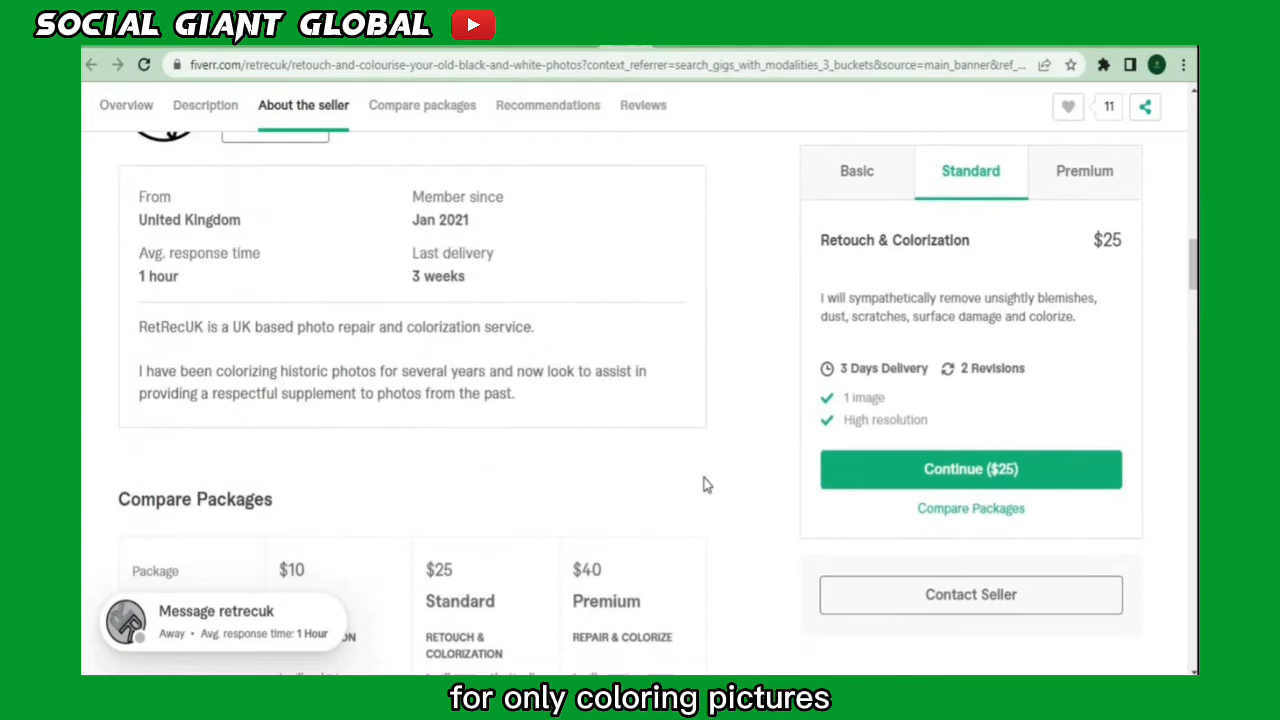 SOCIAL GIANT GLOBAL
fiverr.com/retrecuk/retouch-and-colourise-your-old-black-and-white-photos?context_referrer=search_gigs_with_modalities_3_buckets&source=main_banner&ref_...
Overview Description About the seller Compare packages Recommendations Reviews
11
From
United Kingdom
Member since
Jan 2021
Avg. response time
1 hour
Last delivery
3 weeks
RetRecUK is a UK based photo repair and colorization service.
I have been colorizing historic photos for several years and now look to assist in
providing a respectful supplement to photos from the past.
Compare Packages
Package
$10
$25
Standard
RETOUCH &
COLORIZATION
$40
Premium
REPAIR & COLORIZE
ON
Message retrecuk
Away • Avg. response time: 1 Hour
Basic Standard Premium
Retouch & Colorization $25
I will sympathetically remove unsightly blemishes,
dust, scratches, surface damage and colorize.
3 Days Delivery 2 Revisions
1 image
High resolution
Continue ($25)
Compare Packages
Contact Seller
for only coloring pictures